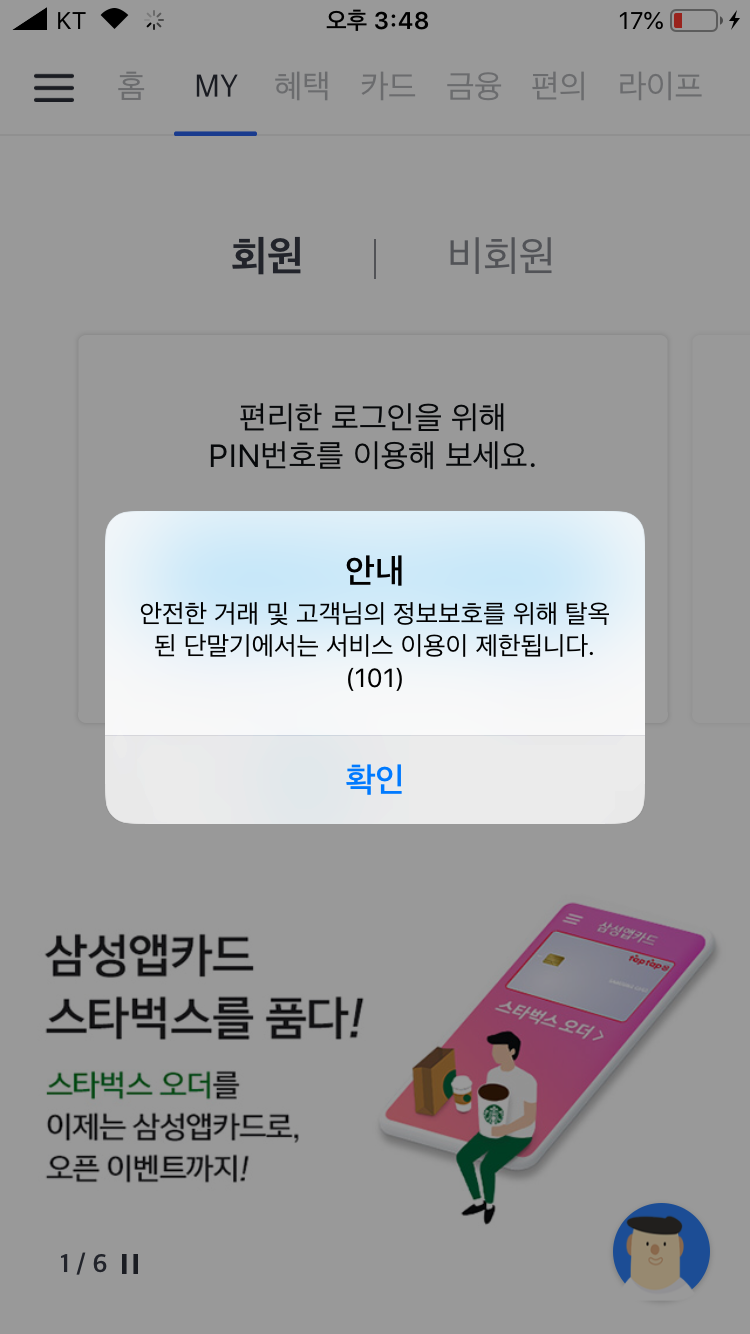 KT 오후 3:48 17%
홈 MY 혜택 카드 금융 편의 라이프
회원 | 비회원
편리한 로그인을 위해
PIN번호를 이용해 보세요.
안내
안전한 거래 및 고객님의 정보보호를 위해 탈옥
된 단말기에서는 서비스 이용이 제한됩니다.
(101)
확인
삼성앱카드
스타벅스를 품다!
스타벅스 오더를
이제는 삼성앱카드로,
오픈 이벤트까지!
삼성앱카드
taptap O
스타벅스 오더 >
1 / 6